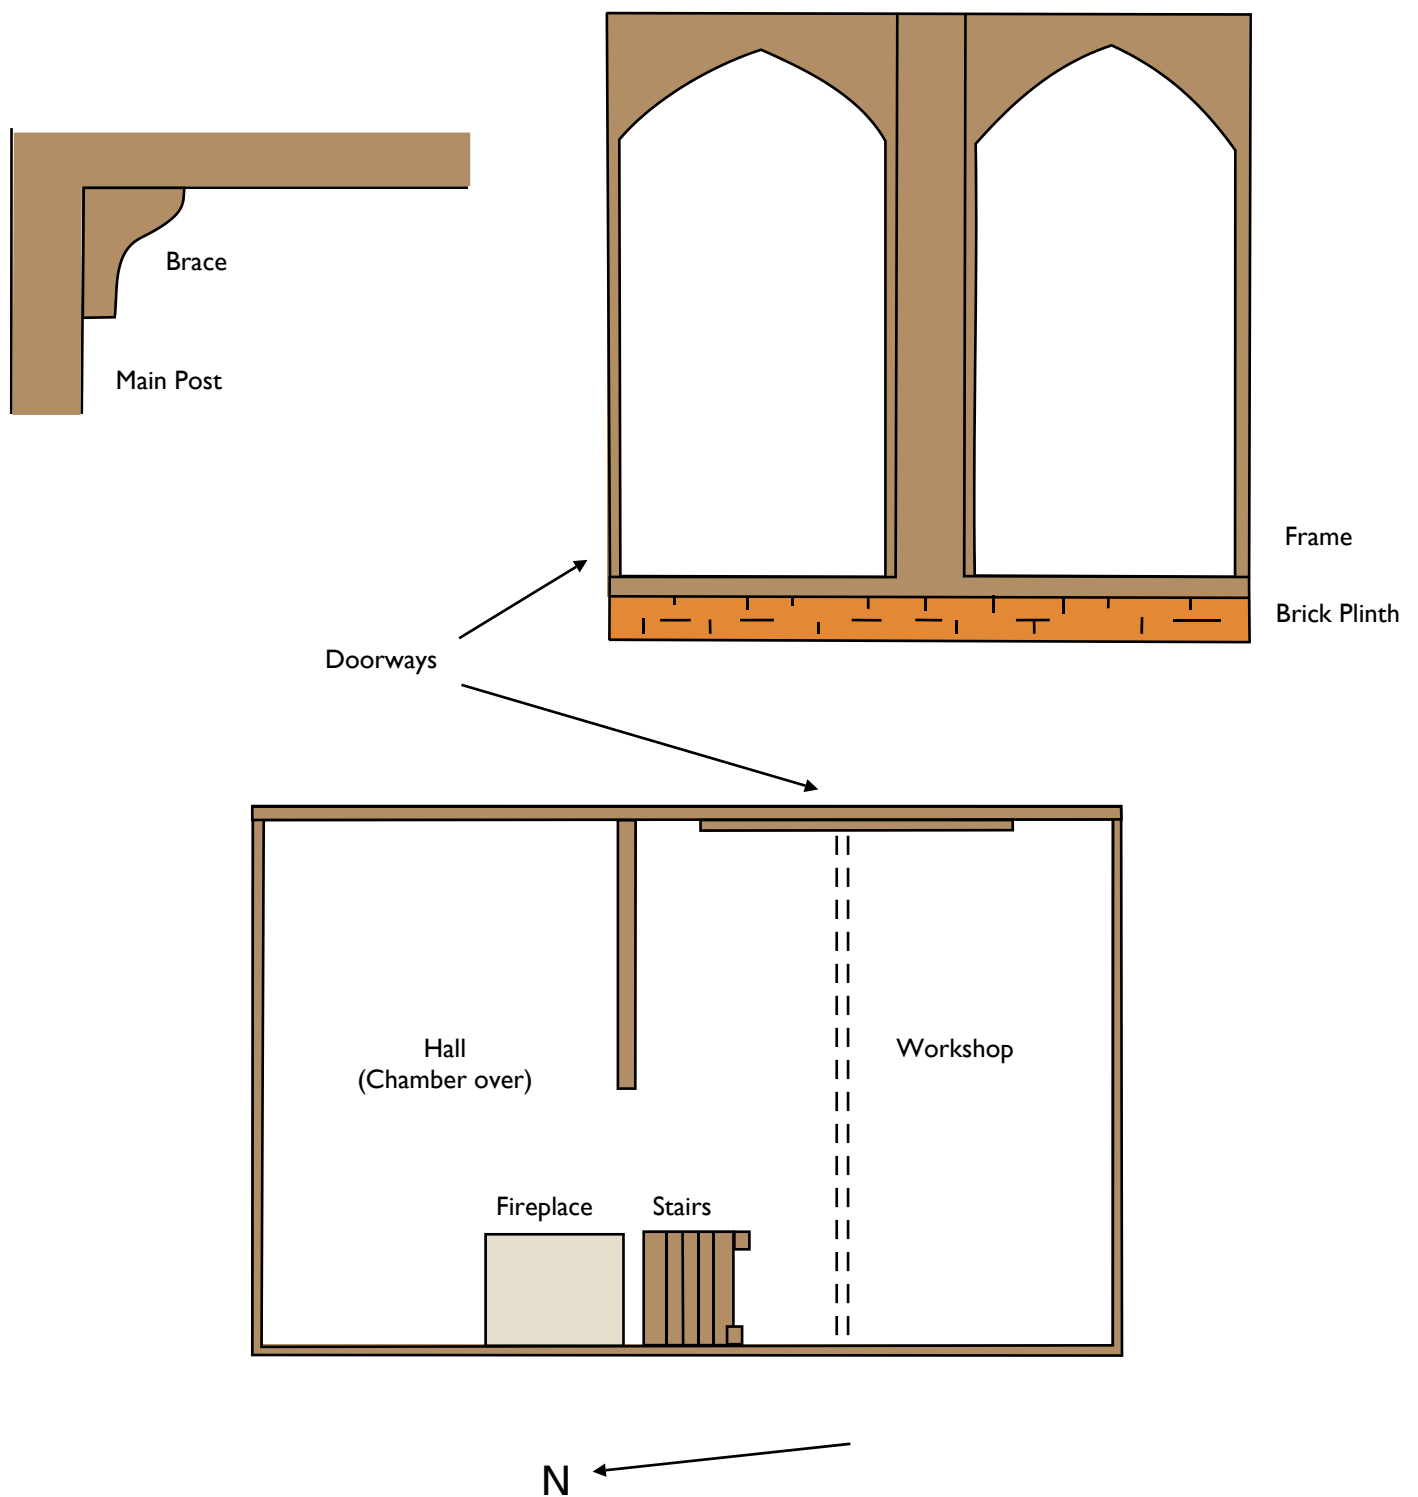 Brace
Main Post
Frame
Brick Plinth
Doorways
Hall
(Chamber over)
Workshop
Fireplace
Stairs
N